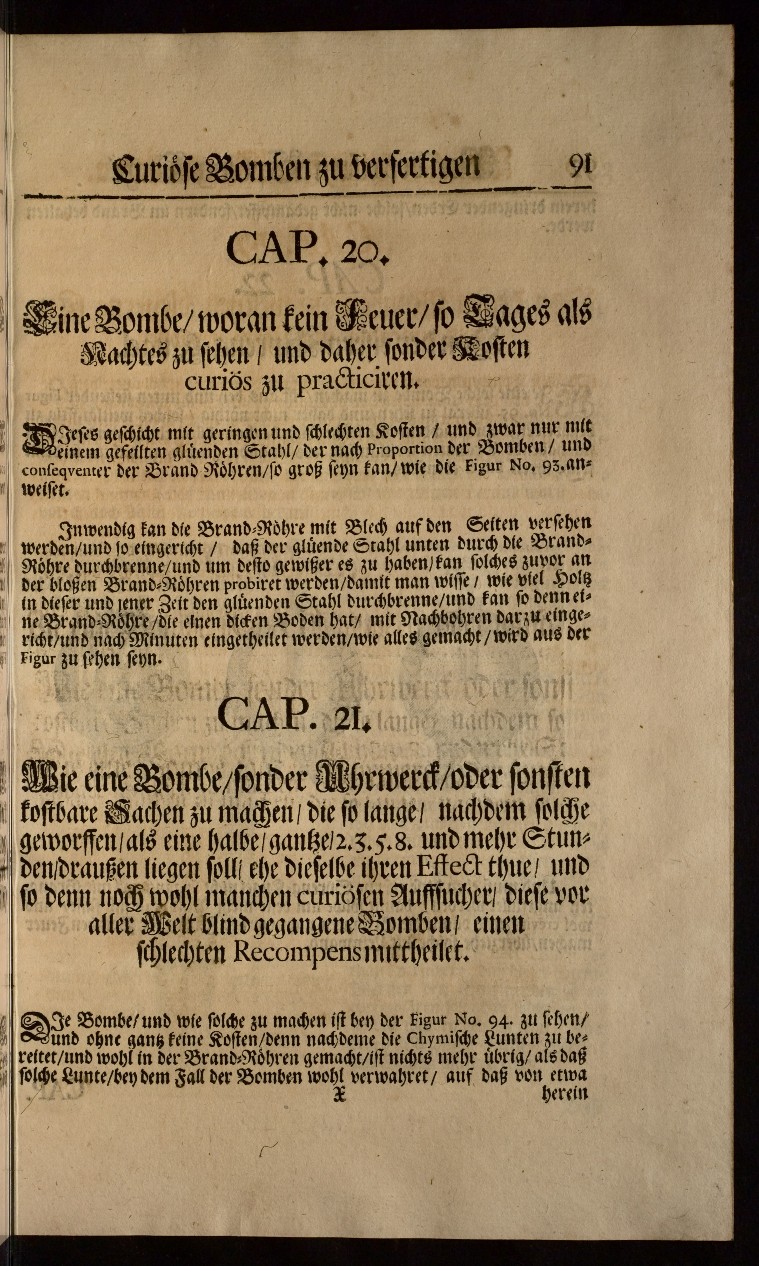 Curiöse Bomben zu verfertigen 91
CAP. 20.
Eine Bombe/ woran kein Feuer/ so Tages als
Nachtes zu sehen / und daher sonder Kosten
curiös zu practiciren.
DIeses geschicht mit geringen und schlechten Kosten / und zwar nur mit
einem gefeilten glüenden Stahl/ der nach Proportion der Bomben/ und
conseqventer der Brand Röhren/so groß seyn kan/ wie die Figur No. 93. an-
weiset.
Inwendig kan die Brand-Röhre mit Blech auf den Seiten versehen
werden/und so eingericht / daß der glüende Stahl unten durch die Brand-
Röhre durchbrenne/und um desto gewißer es zu haben/kan solches zuvor an
der bloßen Brand-Röhren probiret werden/damit man wisse/ wie viel Holtz
in dieser und jener Zeit den glüenden Stahl durchbrenne/und kan so denn ei-
ne Brand-Röhre/die einen dicken Boden hat/ mit Nachbohren darzu einge-
richt/und nach Minuten eingetheilet werden/wie alles gemacht/wird aus der
Figur zu sehen seyn.
CAP. 21.
Wie eine Bombe/sonder Uhrwerck/oder sonsten
kostbare Sachen zu machen/ die so lange/ nachdem solche
geworffen/als eine halbe/gantze/2.3.5.8. und mehr Stun-
den/draußen liegen soll/ ehe dieselbe ihren Effect thue/ und
so denn noch wohl manchen curiösen Auffsucher/ diese vor
aller Welt blind gegangene Bomben/ einen
schlechten Recompens mittheilet.
DIe Bombe/ und wie solche zu machen ist bey der Figur No. 94. zu sehen/
und ohne gantz keine Kosten/denn nachdeme die Chymische Lunten zu be-
reitet/und wohl in der Brand-Röhren gemacht/ist nichts mehr übrig/ als daß
solche Lunte/bey dem Fall der Bomben wohl verwahret/ auf daß von etwa
X herein